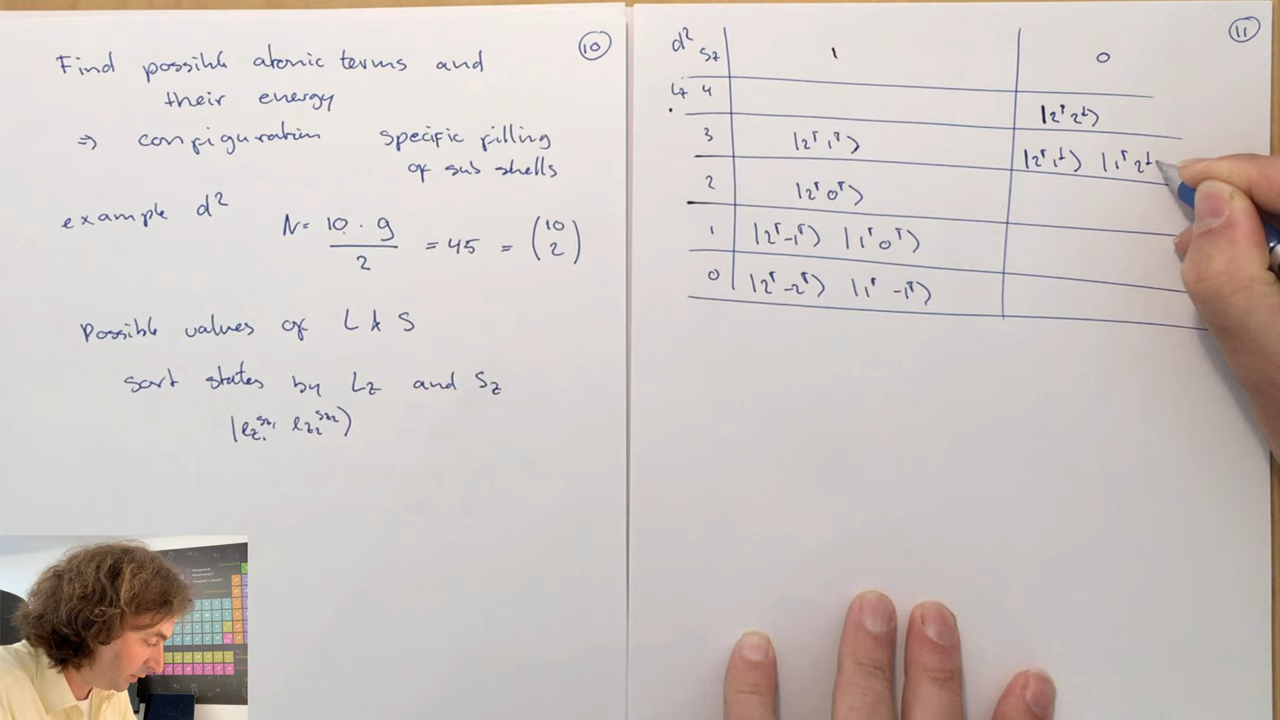 Find possible atomic terms and
their energy
⇒ configuration specific filling
of sub shells
example d²
N = 10 · 9 / 2 = 45 = (10 2)
Possible values of L & S
sort states by Lz and Sz
|ℓz₁^sz₁ ℓz₂^sz₂⟩
10
11
d² Sz 1 0
Lz 4 |2↑2↓⟩
3 |2↑1↑⟩ |2↑1↓⟩ |1↑2↓
2 |2↑0↑⟩
1 |2↑-1↑⟩ |1↑0↑⟩
0 |2↑-2↑⟩ |1↑-1↑⟩